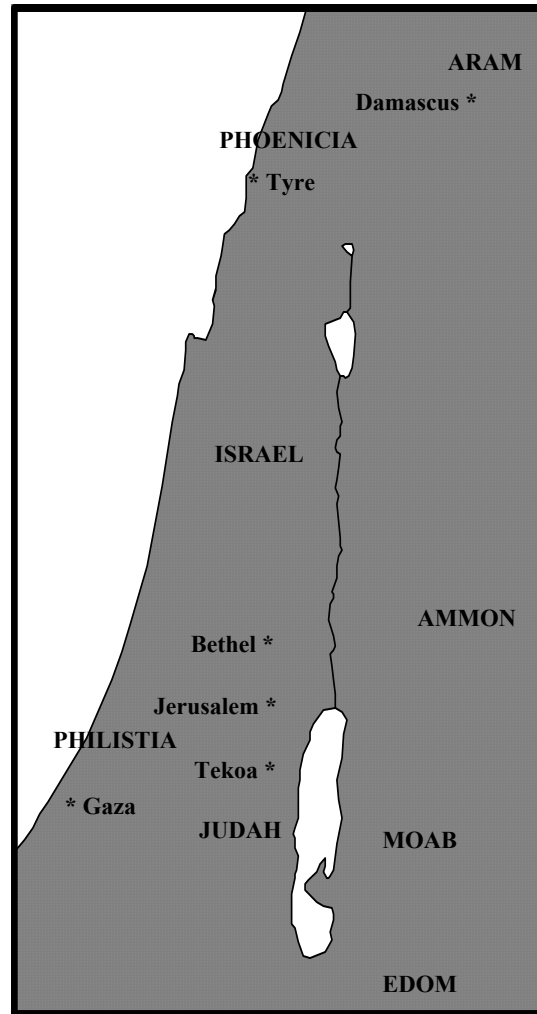 ARAM
Damascus *
PHOENICIA
* Tyre
ISRAEL
AMMON
Bethel *
Jerusalem *
PHILISTIA
Tekoa *
* Gaza
JUDAH
MOAB
EDOM